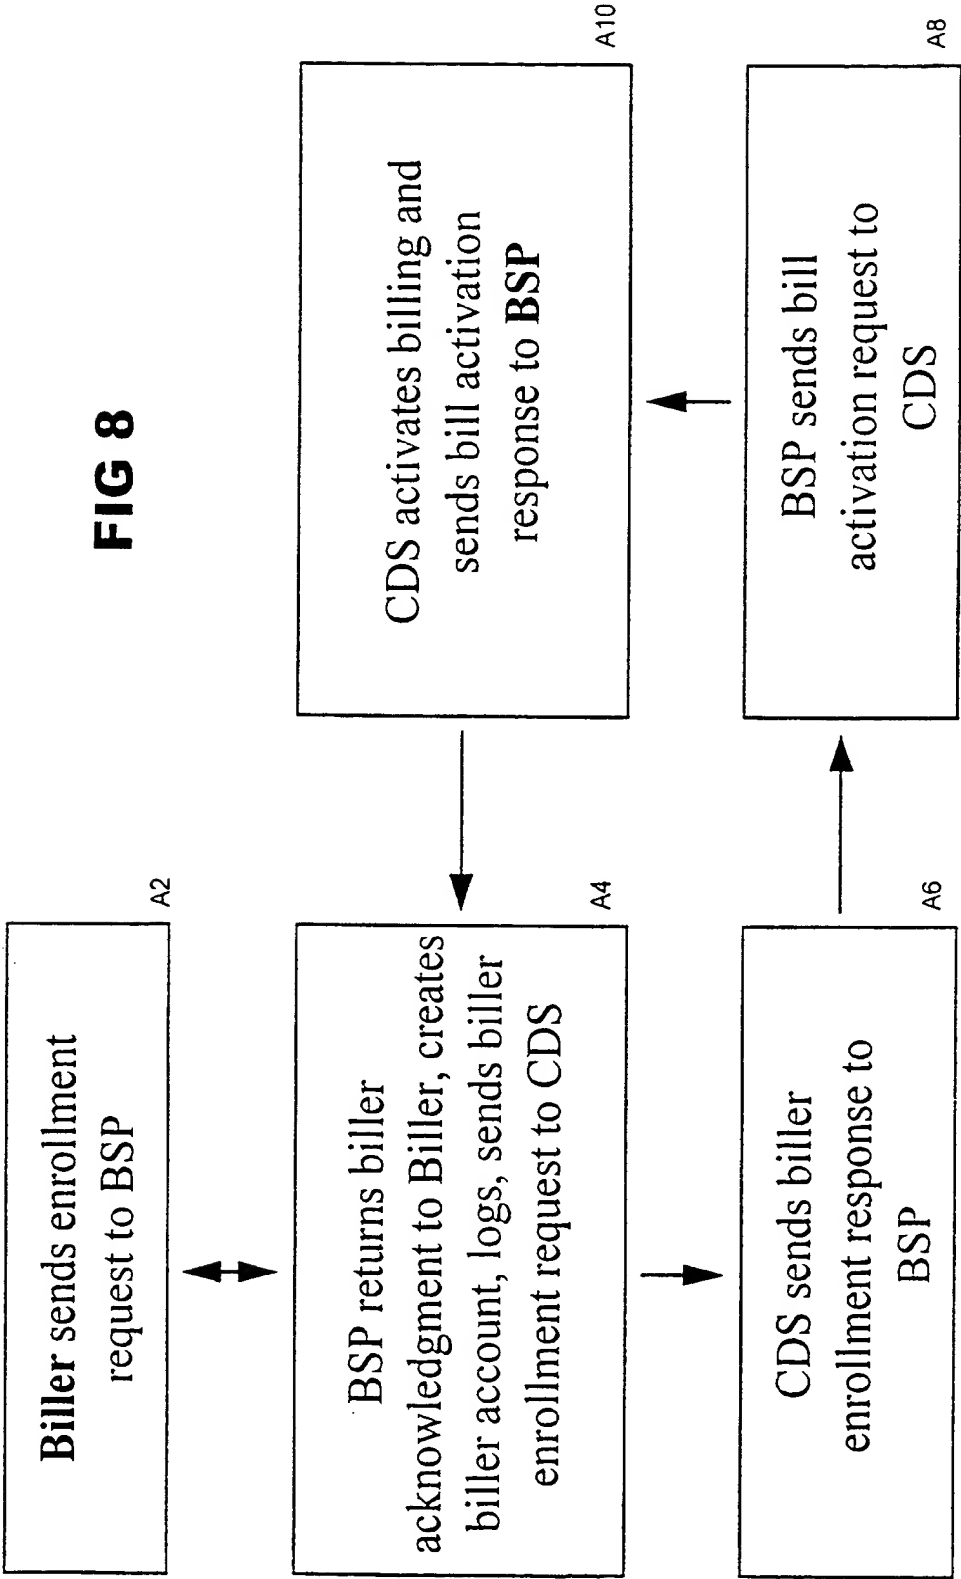 FIG 8
Biller sends enrollment
request to BSP
A2
BSP returns biller
acknowledgment to Biller, creates
biller account, logs, sends biller
enrollment request to CDS
A4
CDS sends biller
enrollment response to
BSP
A6
BSP sends bill
activation request to
CDS
A8
CDS activates billing and
sends bill activation
response to BSP
A10